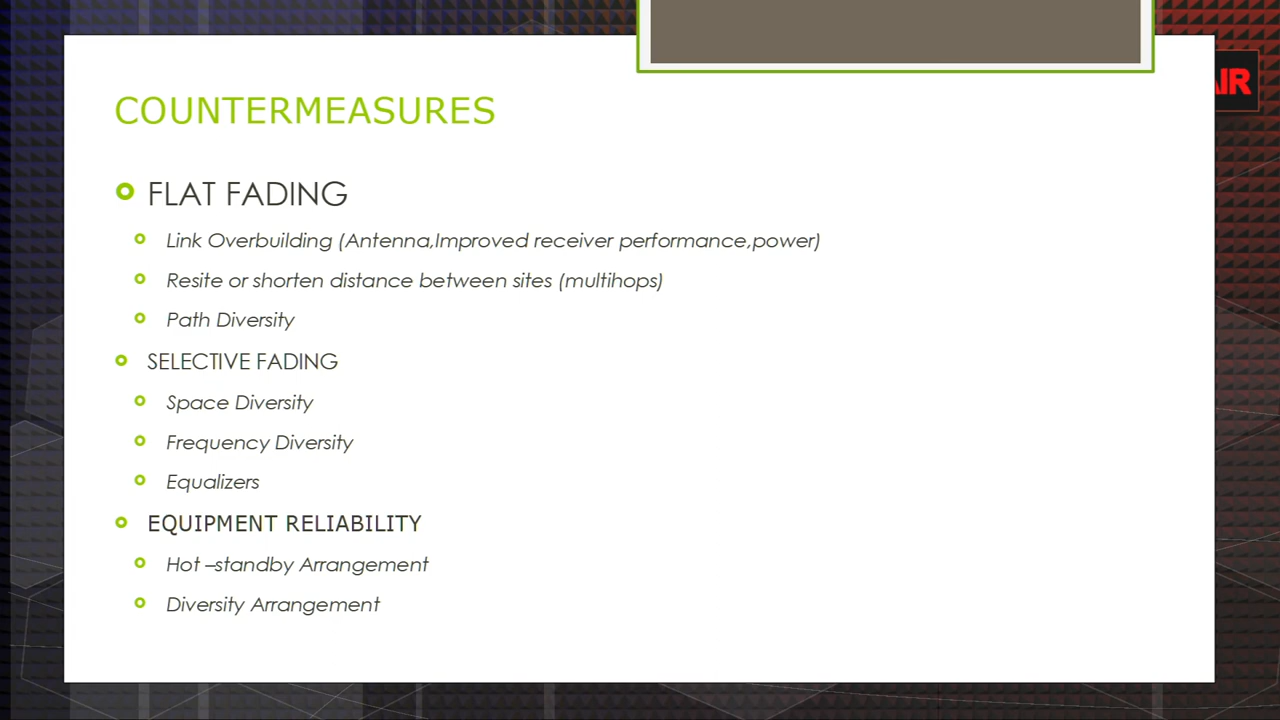 COUNTERMEASURES
FLAT FADING
Link Overbuilding (Antenna,Improved receiver performance,power)
Resite or shorten distance between sites (multihops)
Path Diversity
SELECTIVE FADING
Space Diversity
Frequency Diversity
Equalizers
EQUIPMENT RELIABILITY
Hot –standby Arrangement
Diversity Arrangement